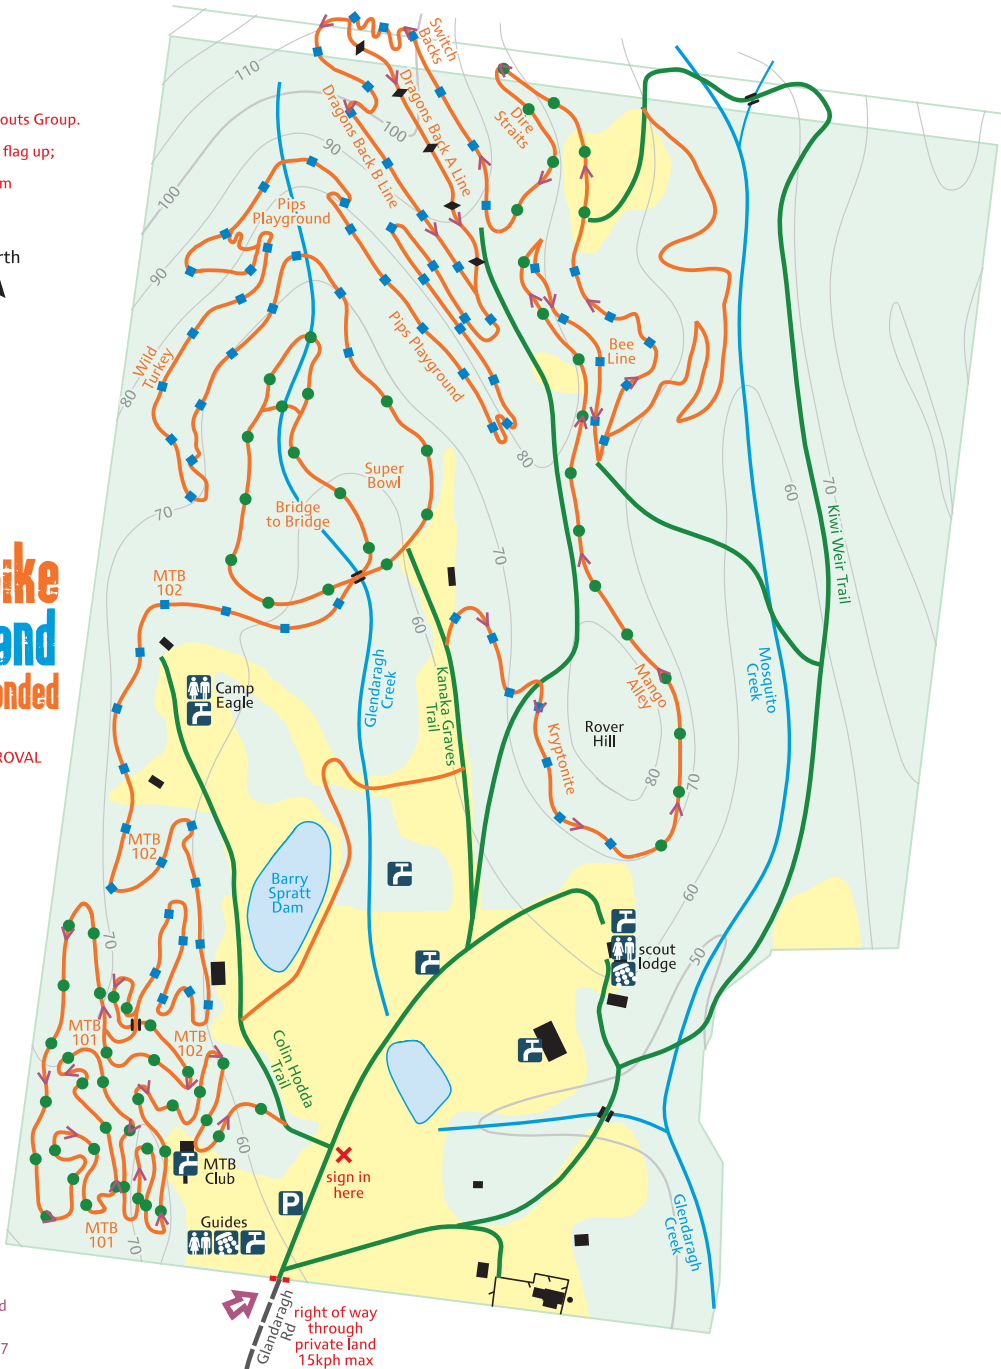 outs Group.
flag up;
m
rth
ike
and
onded
ROVAL
d
7
110
100
90
80
70
100
90
80
70
60
Switch
Backs
Dragons Back A Line
Dragons Back B Line
Dire
Straits
Pips
Playground
Pips Playground
Wild
Turkey
Bee
Line
Super
Bowl
Bridge
to Bridge
MTB
102
60
70
Kiwi Weir Trail
Camp
Eagle
Glendaragh
Creek
Kanaka Graves
Trail
Mango
Alley
Mosquito
Creek
Rover
Hill
Kryptonite
80
70
MTB
102
Barry
Spratt
Dam
60
50
70
scout
lodge
MTB
101
MTB
102
Colin Hodda
Trail
60
MTB
Club
sign in
here
P
Guides
MTB
101
70
Glendaragh
Creek
Glandaragh
Rd
right of way
through
private land
15kph max